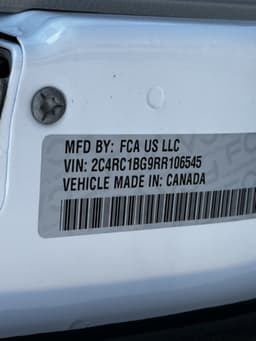 MFD BY: FCA US LLC
VIN: 2C4RC1BG9RR106545
VEHICLE MADE IN: CANADA